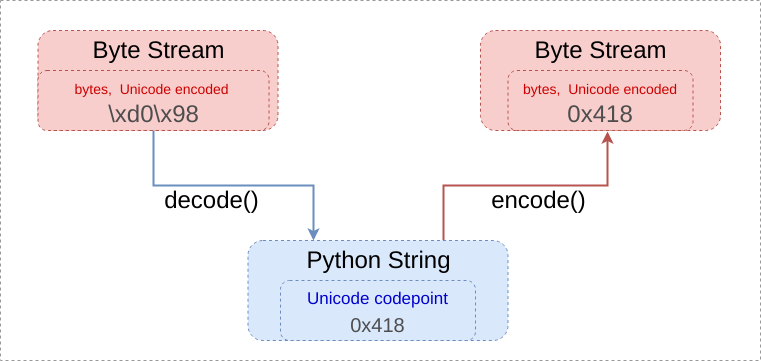 Byte Stream
bytes, Unicode encoded
\xd0\x98
Byte Stream
bytes, Unicode encoded
0x418
decode()
encode()
Python String
Unicode codepoint
0x418